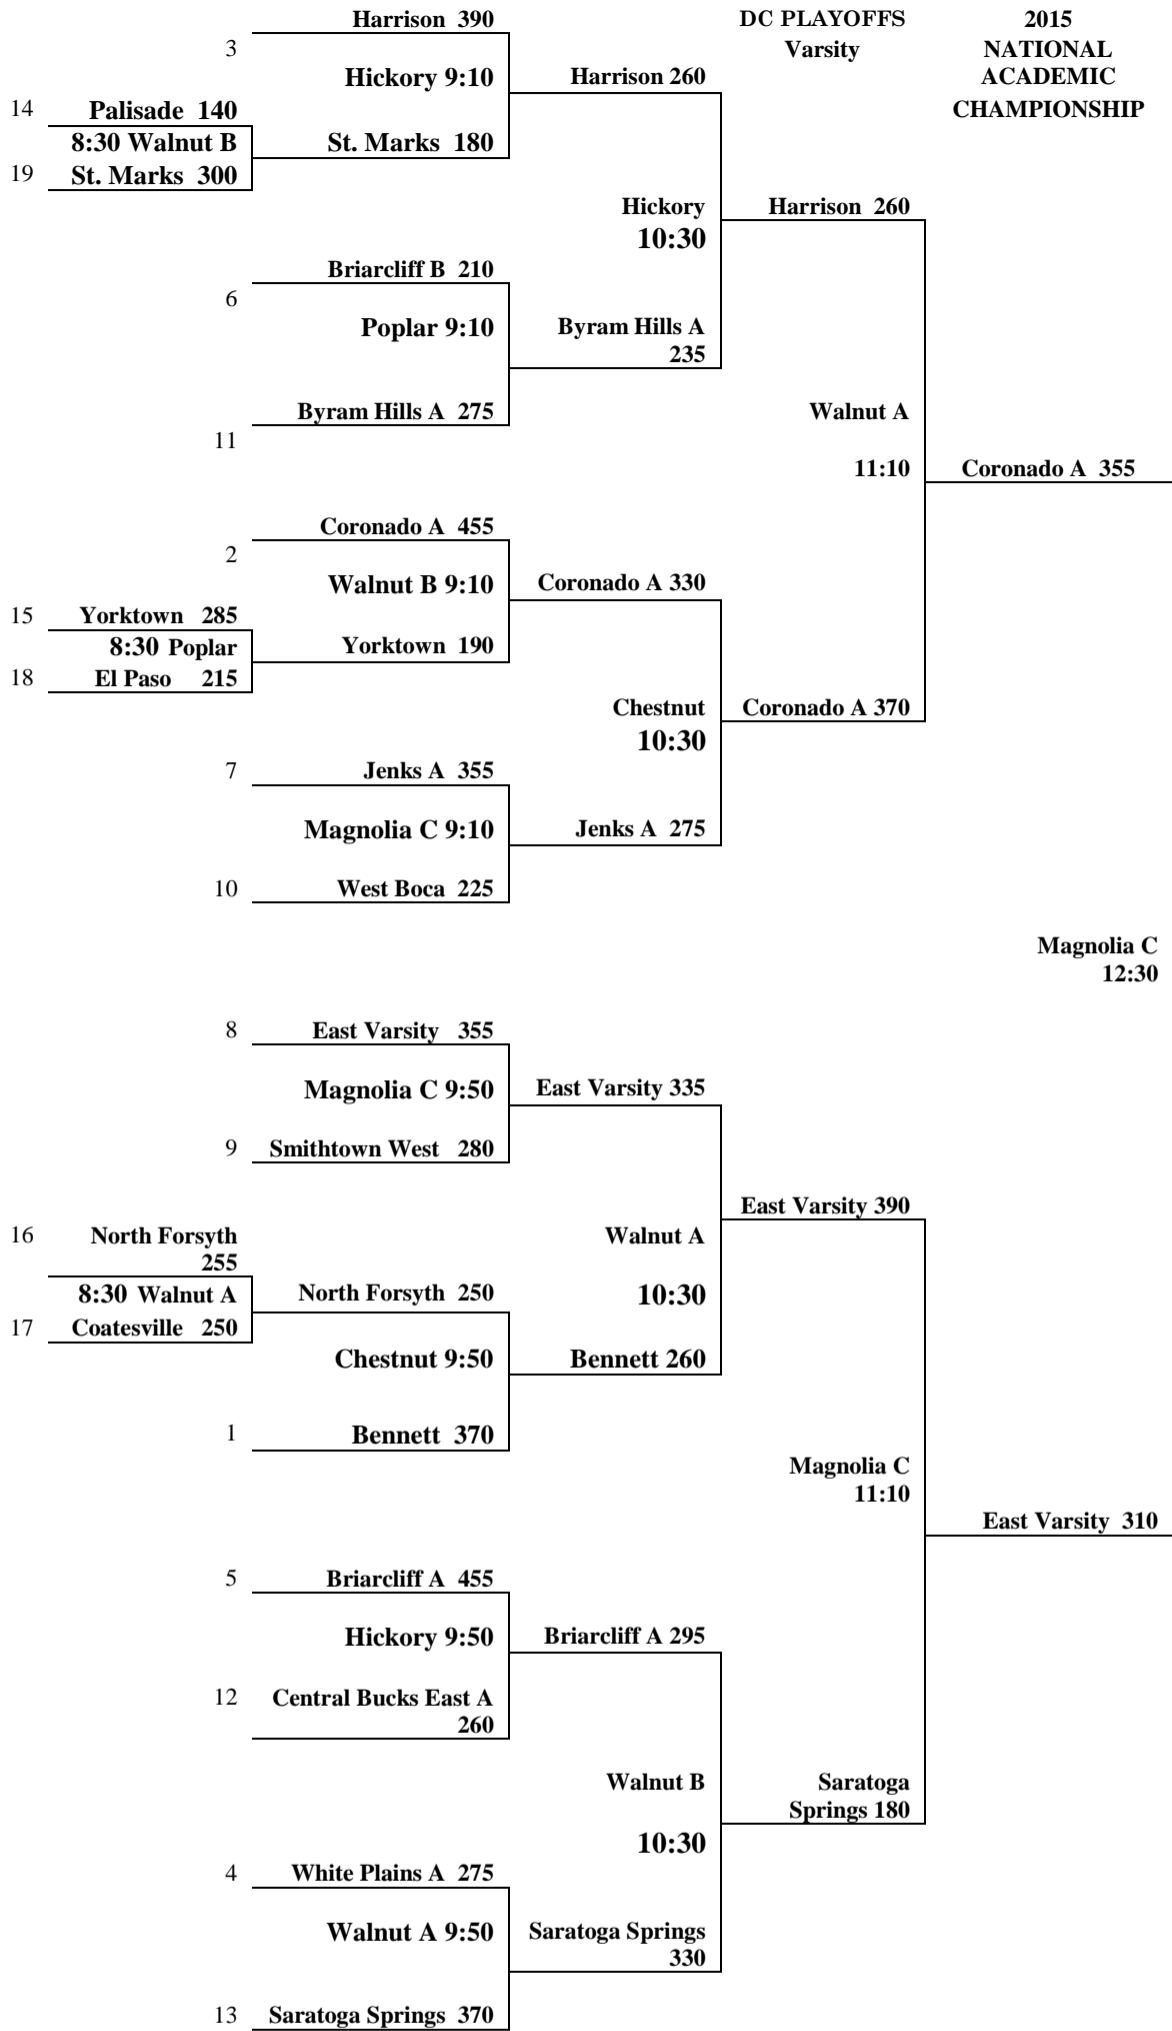 Harrison 390
DC PLAYOFFS
2015
3
Varsity
NATIONAL
Hickory 9:10
Harrison 260
ACADEMIC
14
Palisade 140
CHAMPIONSHIP
8:30 Walnut B
St. Marks 180
19
St. Marks 300
Hickory
Harrison 260
10:30
Briarcliff B 210
6
Poplar 9:10
Byram Hills A
235
Byram Hills A 275
Walnut A
11
11:10
Coronado A 355
Coronado A 455
2
Walnut B 9:10
Coronado A 330
15
Yorktown 285
8:30 Poplar
Yorktown 190
18
El Paso 215
Chestnut
Coronado A 370
10:30
7
Jenks A 355
Magnolia C 9:10
Jenks A 275
10
West Boca 225
Magnolia C
12:30
8
East Varsity 355
Magnolia C 9:50
East Varsity 335
9
Smithtown West 280
East Varsity 390
16
North Forsyth
Walnut A
255
8:30 Walnut A
North Forsyth 250
10:30
17
Coatesville 250
Chestnut 9:50
Bennett 260
1
Bennett 370
Magnolia C
11:10
East Varsity 310
5
Briarcliff A 455
Hickory 9:50
Briarcliff A 295
12
Central Bucks East A
260
Walnut B
Saratoga
Springs 180
10:30
4
White Plains A 275
Walnut A 9:50
Saratoga Springs
330
13
Saratoga Springs 370